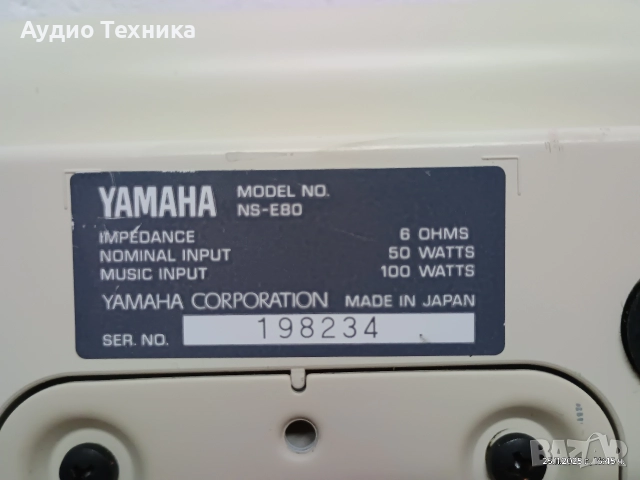 Аудио Техника
YAMAHA MODEL NO.
NS-E80
IMPEDANCE 6 OHMS
NOMINAL INPUT 50 WATTS
MUSIC INPUT 100 WATTS
YAMAHA CORPORATION MADE IN JAPAN
SER. NO. 198234
BAZAR